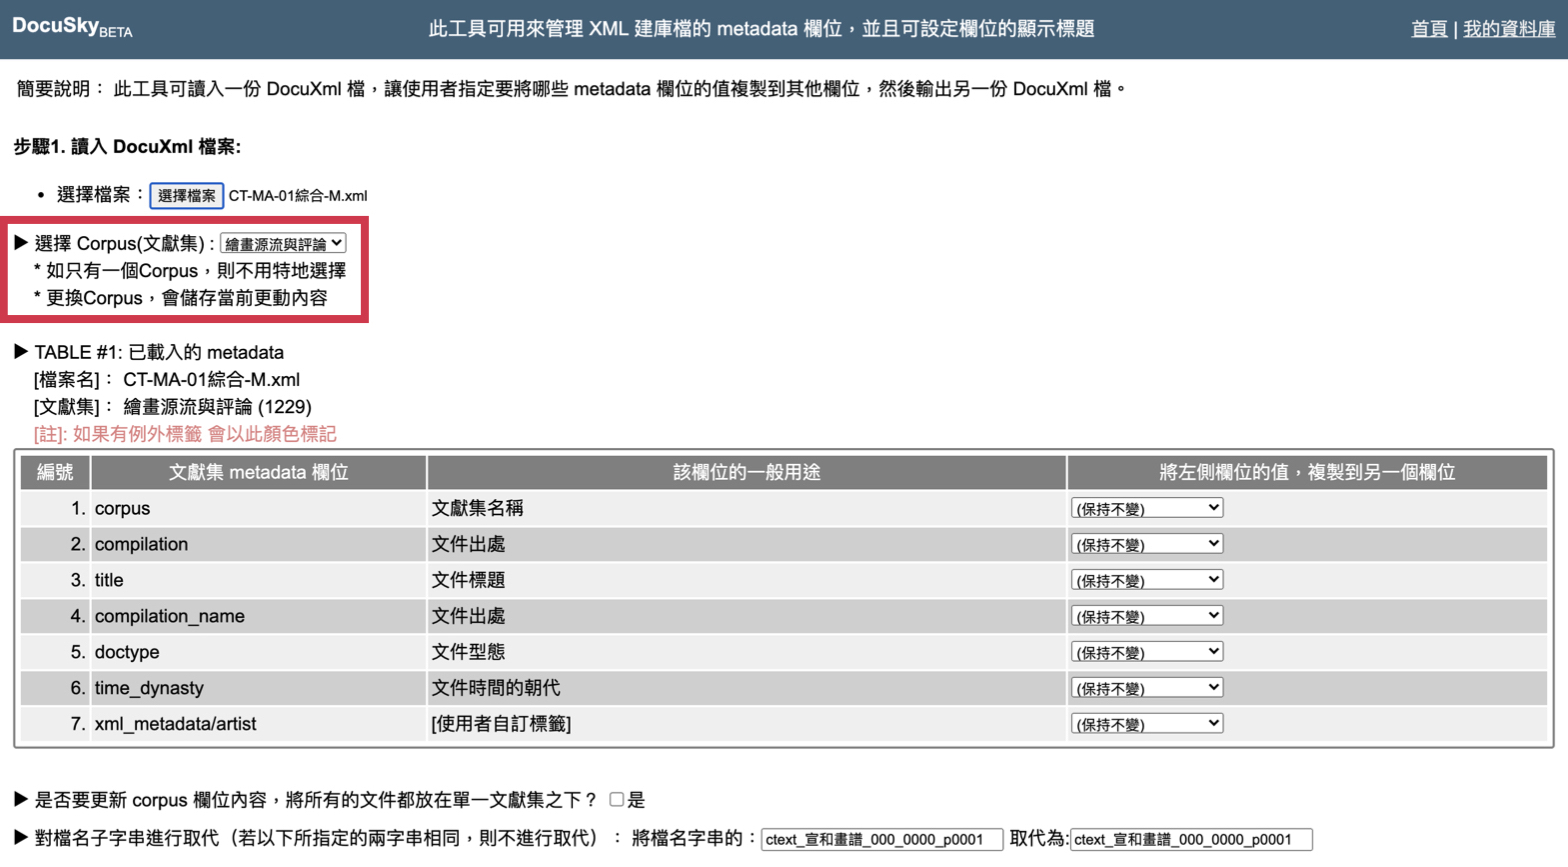 DocuSkyBETA 此工具可用來管理 XML 建庫檔的 metadata 欄位，並且可設定欄位的顯示標題 首頁 | 我的資料庫
簡要說明： 此工具可讀入一份 DocuXml 檔，讓使用者指定要將哪些 metadata 欄位的值複製到其他欄位，然後輸出另一份 DocuXml 檔。
步驟1. 讀入 DocuXml 檔案:
• 選擇檔案： 選擇檔案 CT-MA-01綜合-M.xml
▶ 選擇 Corpus(文獻集) : 繪畫源流與評論
* 如只有一個Corpus，則不用特地選擇
* 更換Corpus，會儲存當前更動內容
▶ TABLE #1: 已載入的 metadata
[檔案名]： CT-MA-01綜合-M.xml
[文獻集]： 繪畫源流與評論 (1229)
[註]: 如果有例外標籤 會以此顏色標記
編號 文獻集 metadata 欄位 該欄位的一般用途 將左側欄位的值，複製到另一個欄位
1. corpus 文獻集名稱 (保持不變)
2. compilation 文件出處 (保持不變)
3. title 文件標題 (保持不變)
4. compilation_name 文件出處 (保持不變)
5. doctype 文件型態 (保持不變)
6. time_dynasty 文件時間的朝代 (保持不變)
7. xml_metadata/artist [使用者自訂標籤] (保持不變)
▶ 是否要更新 corpus 欄位內容，將所有的文件都放在單一文獻集之下？ 是
▶ 對檔名子字串進行取代（若以下所指定的兩字串相同，則不進行取代）： 將檔名字串的： ctext_宣和畫譜_000_0000_p0001 取代為: ctext_宣和畫譜_000_0000_p0001